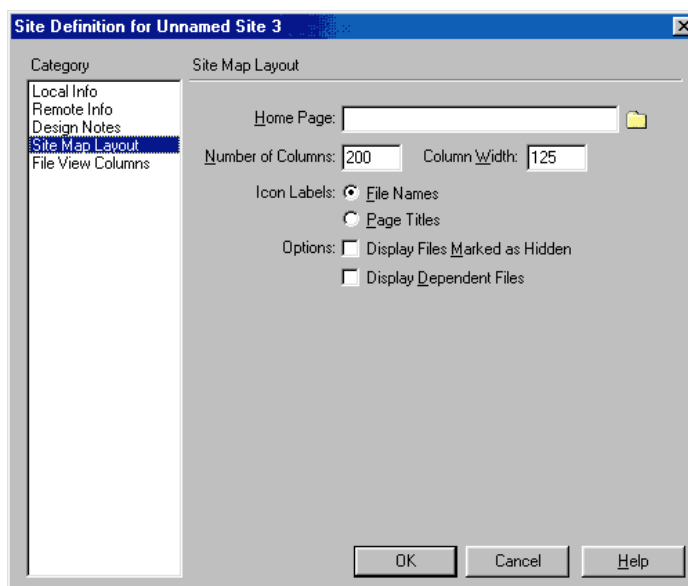 Site Definition for Unnamed Site 3
Category
Local Info
Remote Info
Design Notes
Site Map Layout
File View Columns
Site Map Layout
Home Page:
Number of Columns: 200 Column Width: 125
Icon Labels: File Names
Page Titles
Options: Display Files Marked as Hidden
Display Dependent Files
OK Cancel Help